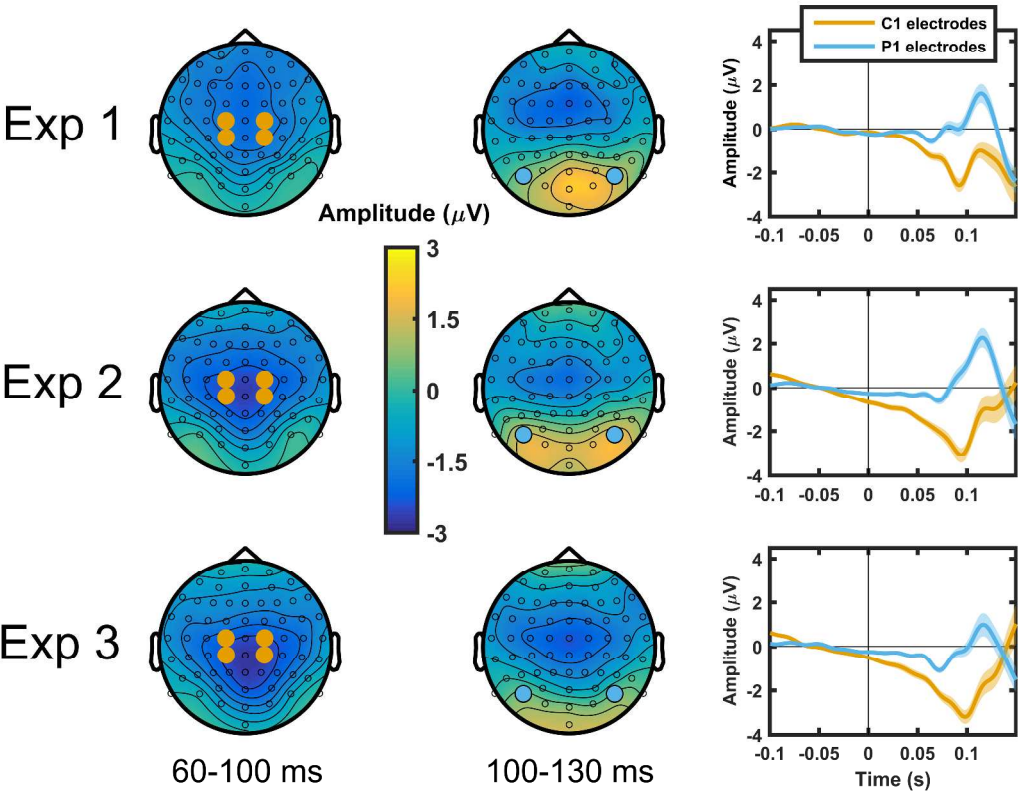 C1 electrodes
P1 electrodes
Exp 1
Amplitude (μV)
4
2
0
-2
-4
-0.1 -0.05 0 0.05 0.1
Amplitude (μV)
3
1.5
0
-1.5
-3
Exp 2
Amplitude (μV)
4
2
0
-2
-4
-0.1 -0.05 0 0.05 0.1
Exp 3
Amplitude (μV)
4
2
0
-2
-4
-0.1 -0.05 0 0.05 0.1
Time (s)
60-100 ms
100-130 ms